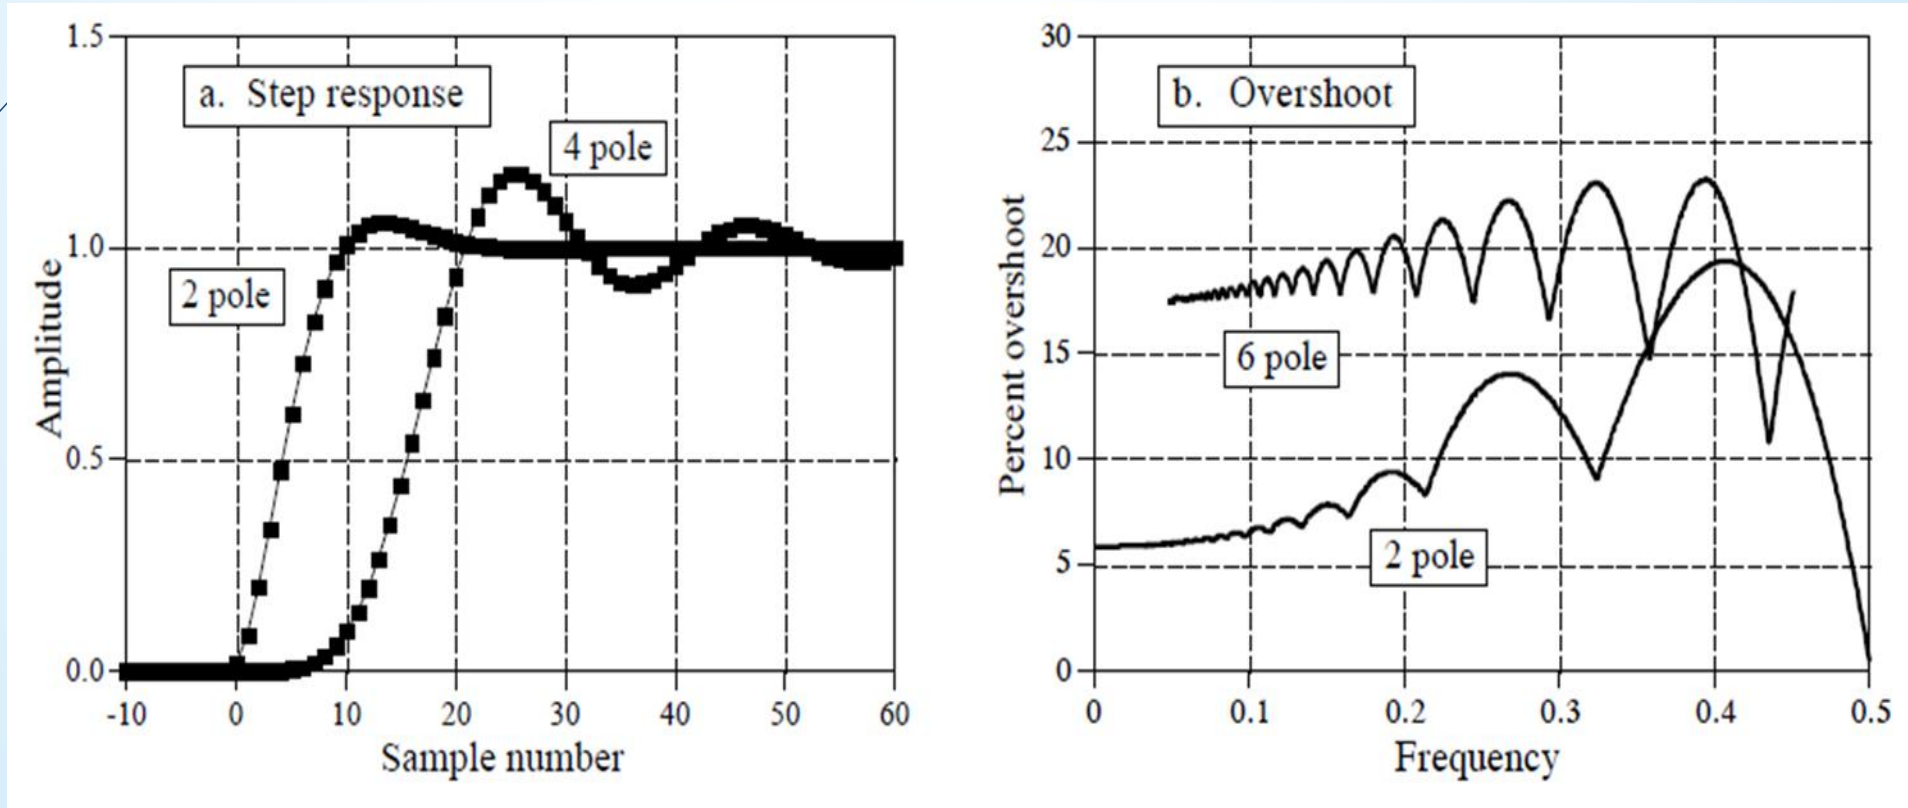 1.5
a. Step response
4 pole
1.0
2 pole
0.5
0.0
-10 0 10 20 30 40 50 60
Amplitude
Sample number
30
b. Overshoot
25
20
6 pole
15
10
2 pole
5
0
0 0.1 0.2 0.3 0.4 0.5
Percent overshoot
Frequency